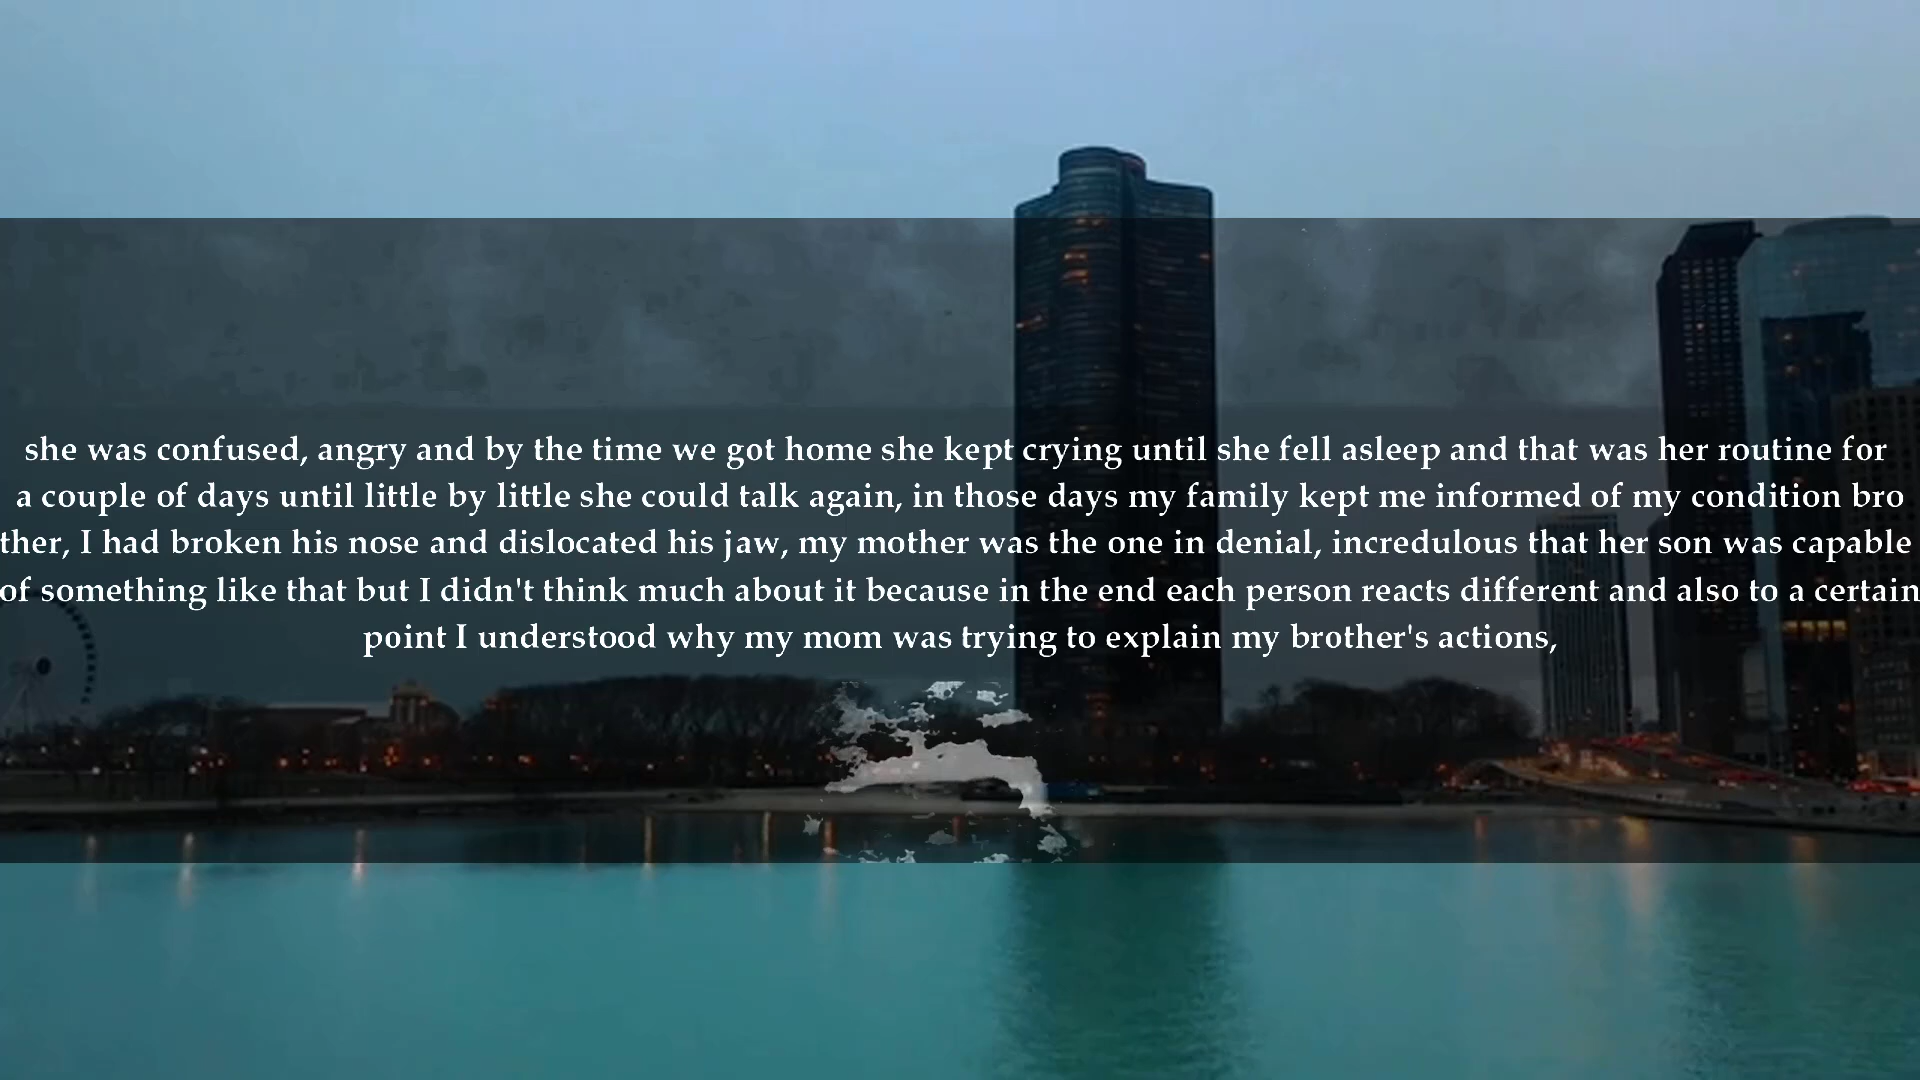 she was confused, angry and by the time we got home she kept crying until she fell asleep and that was her routine for
a couple of days until little by little she could talk again, in those days my family kept me informed of my condition bro
ther, I had broken his nose and dislocated his jaw, my mother was the one in denial, incredulous that her son was capable
of something like that but I didn't think much about it because in the end each person reacts different and also to a certain
point I understood why my mom was trying to explain my brother's actions,